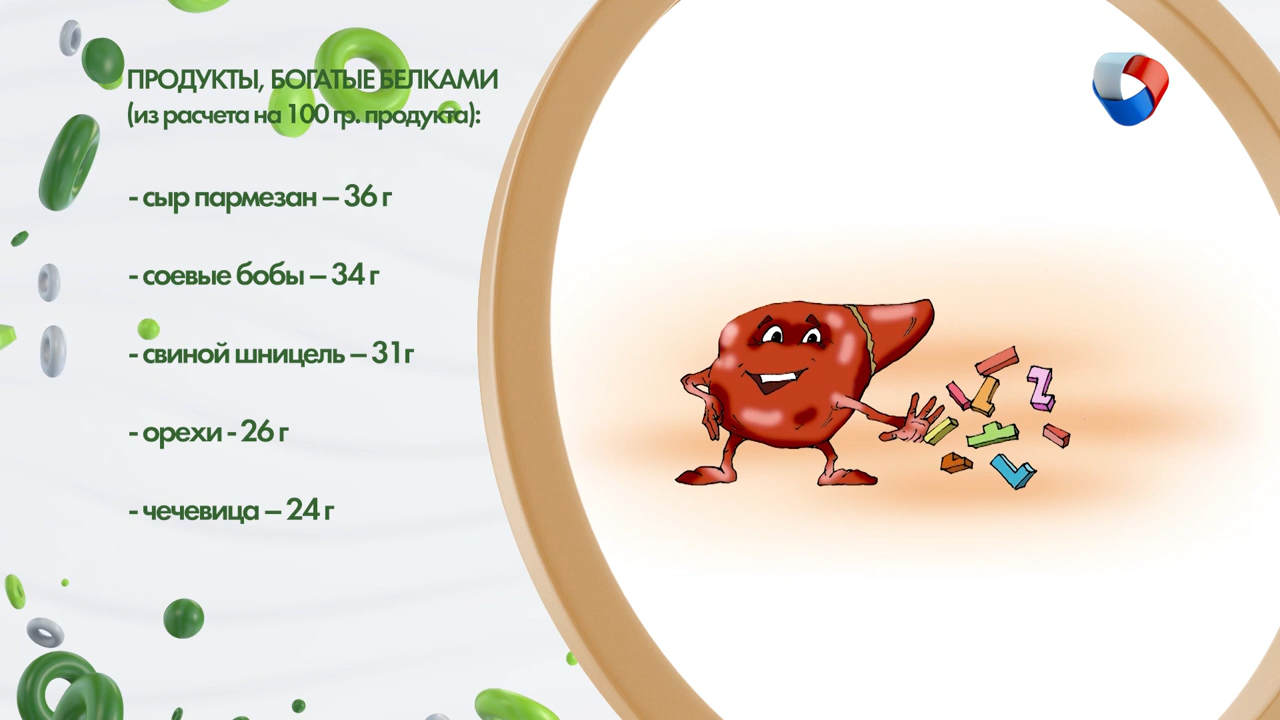 ПРОДУКТЫ, БОГАТЫЕ БЕЛКАМИ
(из расчета на 100 гр. продукта):
- сыр пармезан – 36 г
- соевые бобы – 34 г
- свиной шницель – 31г
- орехи - 26 г
- чечевица – 24 г